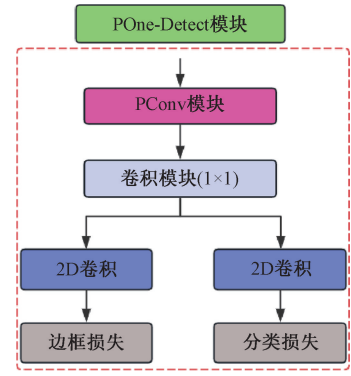 POne-Detect模块
PConv模块
卷积模块(1×1)
2D卷积
2D卷积
边框损失
分类损失